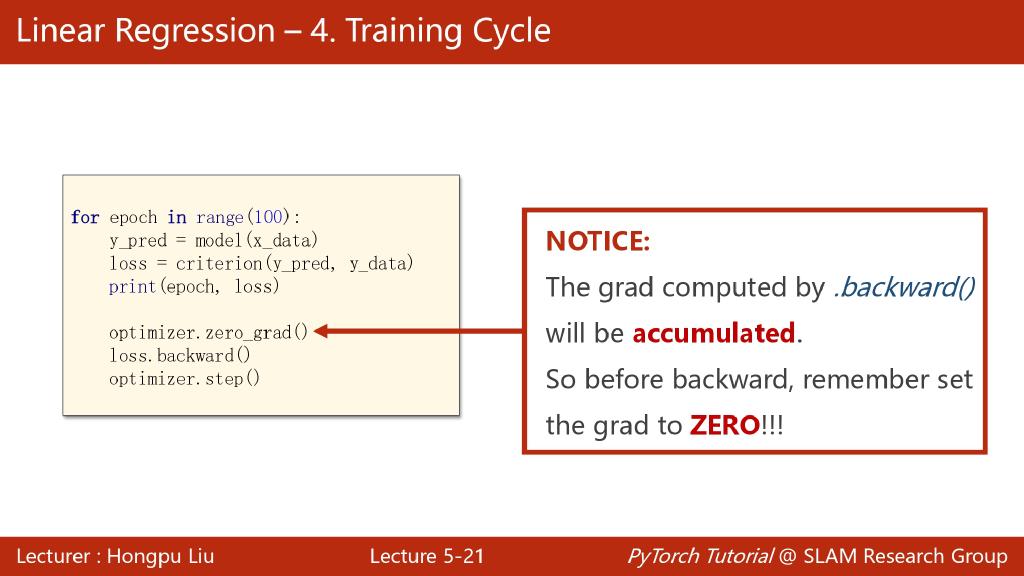 Linear Regression – 4. Training Cycle
for epoch in range(100):
    y_pred = model(x_data)
    loss = criterion(y_pred, y_data)
    print(epoch, loss)
    optimizer.zero_grad()
    loss.backward()
    optimizer.step()
NOTICE:
The grad computed by .backward()
will be accumulated.
So before backward, remember set
the grad to ZERO!!!
Lecturer : Hongpu Liu
Lecture 5-21
PyTorch Tutorial @ SLAM Research Group